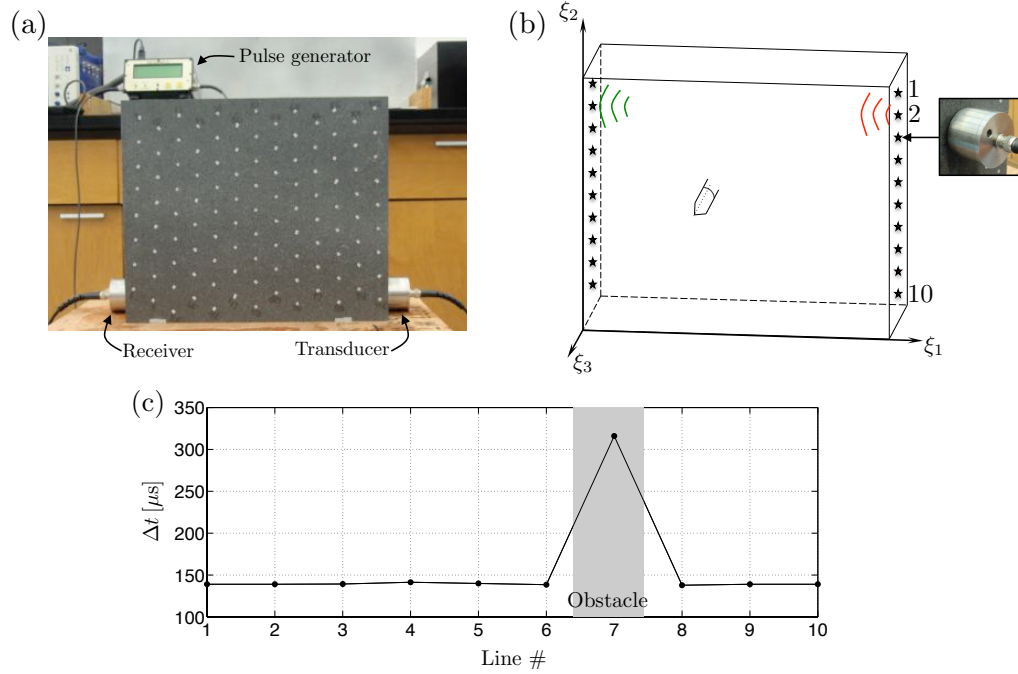 (a)
Pulse generator
Receiver
Transducer
(b)
ξ₂
1
2
10
ξ₁
ξ₃
(c)
350
300
250
200
150
100
Δt [μs]
Obstacle
1 2 3 4 5 6 7 8 9 10
Line #